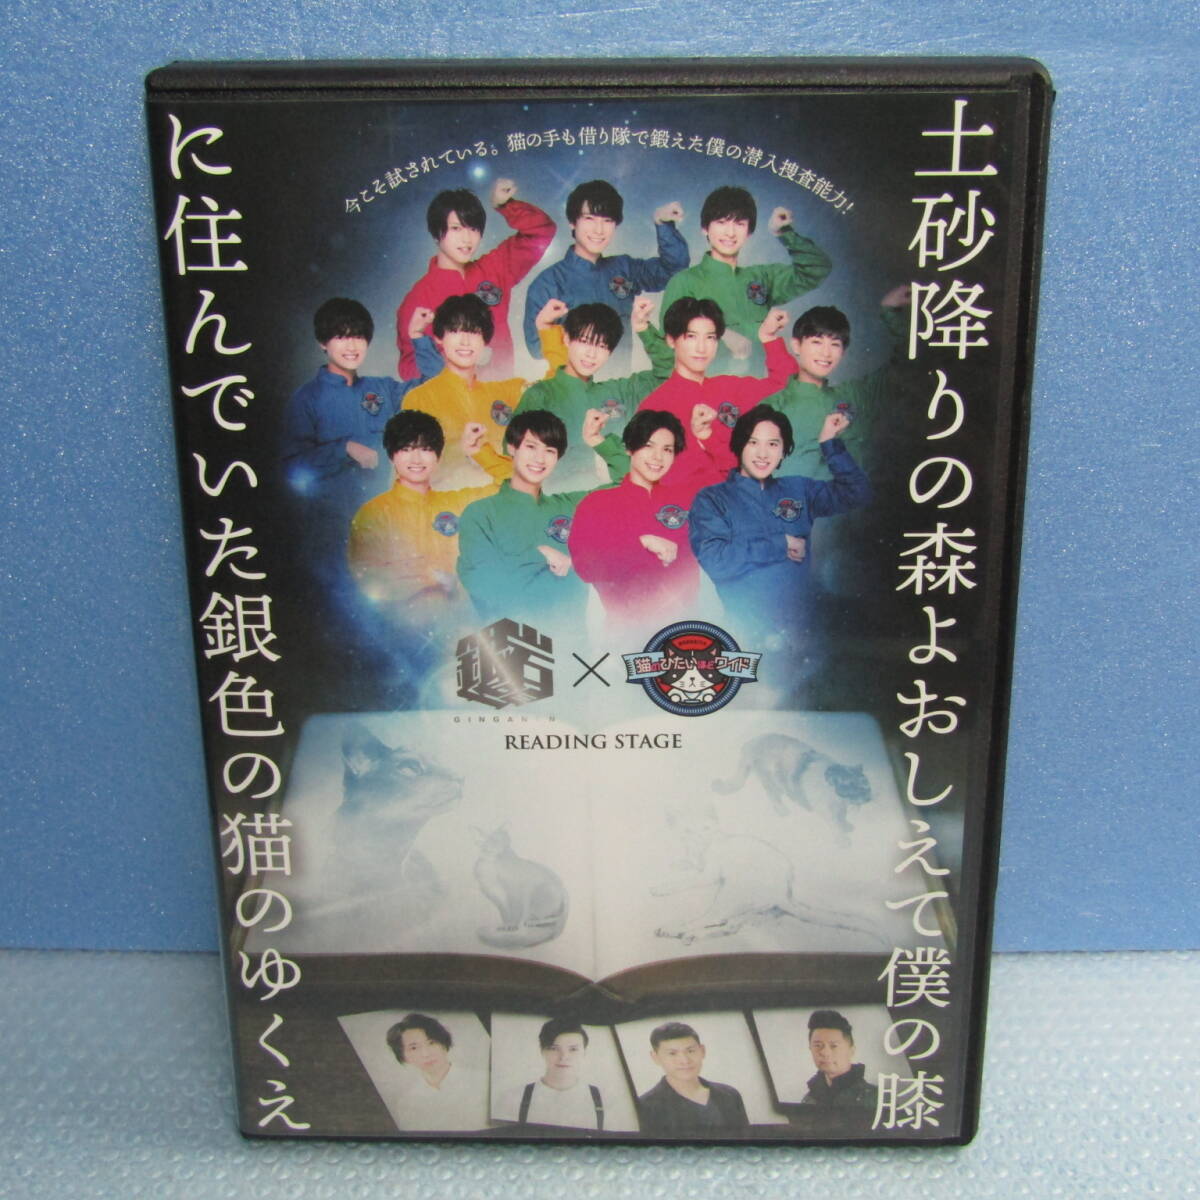 今こそ試されている。猫の手も借り隊で鍛えた僕の潜入捜査能力!
土砂降りの森よおしえて僕の膝
に住んでいた銀色の猫のゆくえ
銀岩
GINGANIN
×
猫のひたいほどワイド
READING STAGE